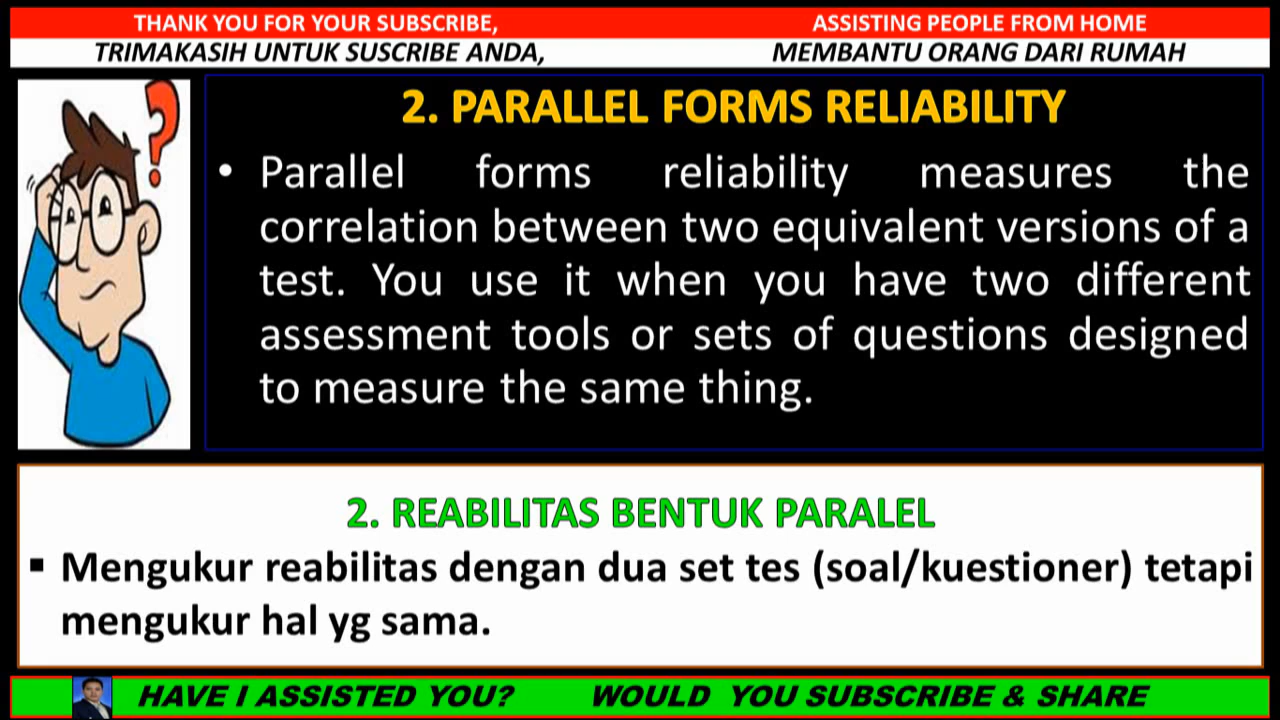 THANK YOU FOR YOUR SUBSCRIBE, ASSISTING PEOPLE FROM HOME
TRIMAKASIH UNTUK SUSCRIBE ANDA, MEMBANTU ORANG DARI RUMAH
?
2. PARALLEL FORMS RELIABILITY
• Parallel forms reliability measures the
correlation between two equivalent versions of a
test. You use it when you have two different
assessment tools or sets of questions designed
to measure the same thing.
2. REABILITAS BENTUK PARALEL
▪ Mengukur reabilitas dengan dua set tes (soal/kuestioner) tetapi
mengukur hal yg sama.
HAVE I ASSISTED YOU? WOULD YOU SUBSCRIBE & SHARE